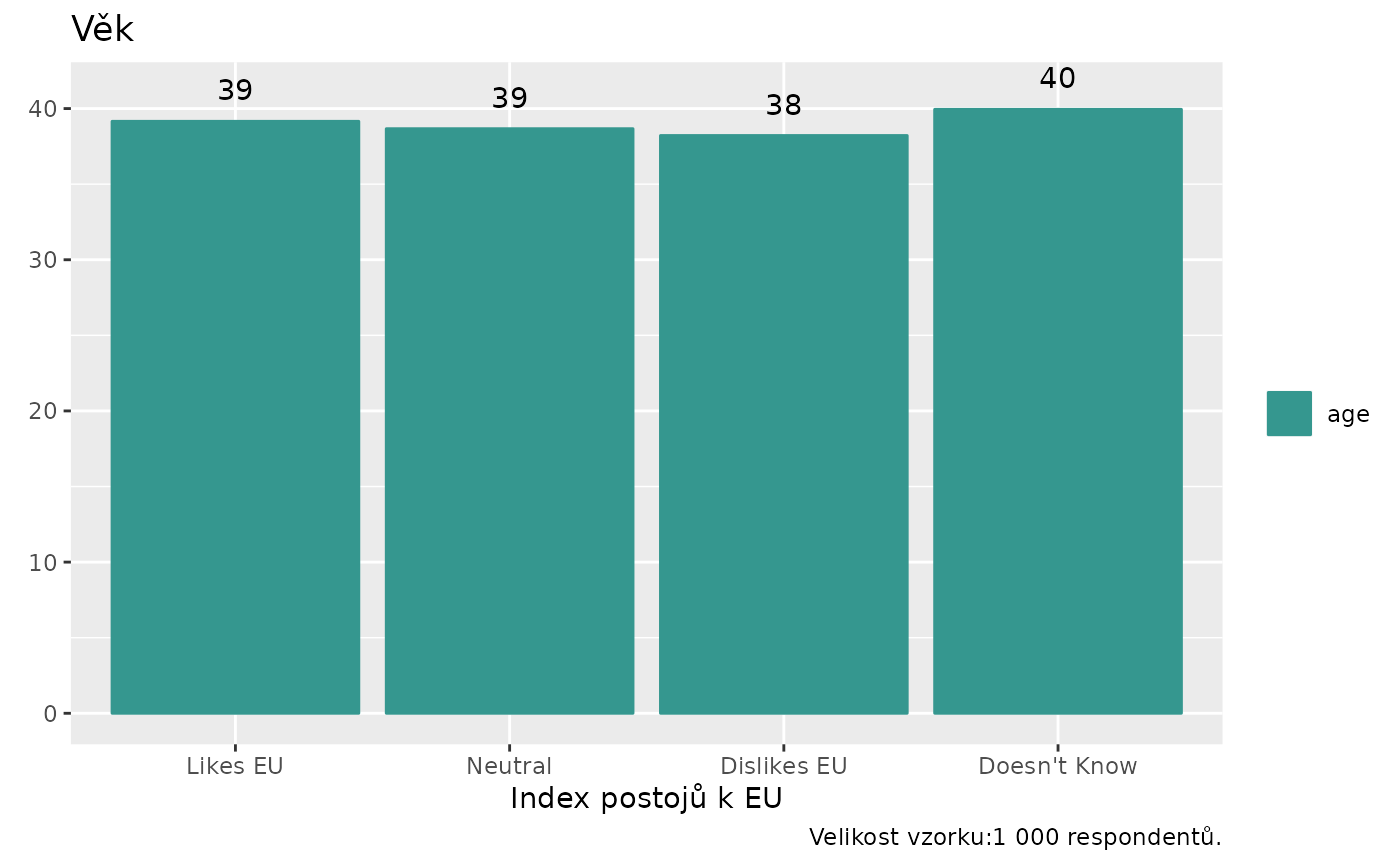 Věk
39
39
38
40
40
30
20
10
0
age
Likes EU
Neutral
Dislikes EU
Doesn't Know
Index postojů k EU
Velikost vzorku:1 000 respondentů.